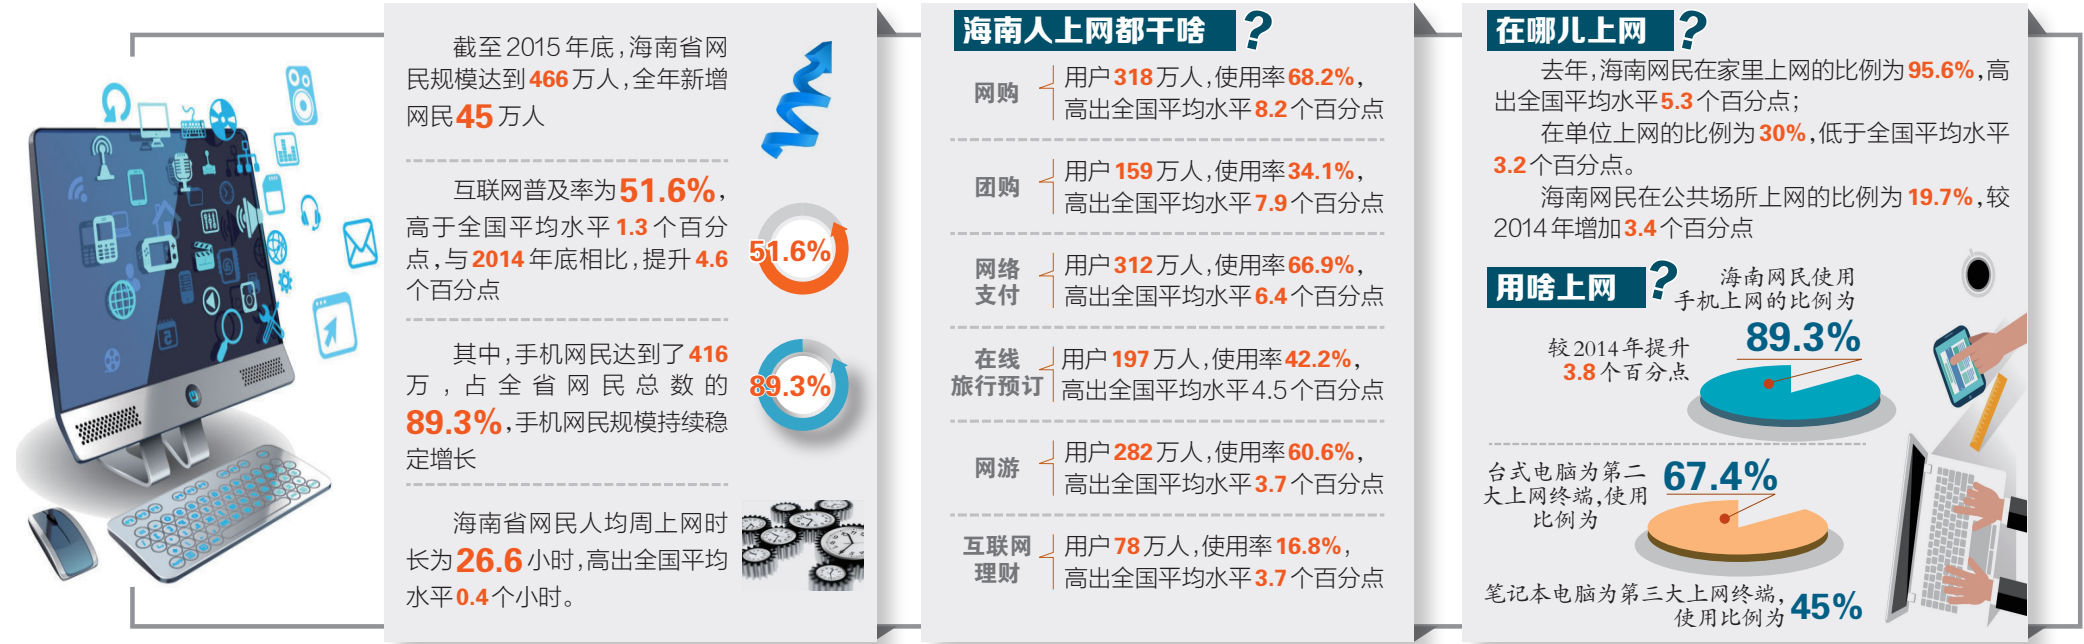 截至2015年底,海南省网
民规模达到466万人,全年新增
网民45万人
互联网普及率为51.6%,
高于全国平均水平1.3个百分
点,与2014年底相比,提升4.6
个百分点
51.6%
其中,手机网民达到了416
万,占全省网民总数的
89.3%,手机网民规模持续稳
定增长
89.3%
海南省网民人均周上网时
长为26.6小时,高出全国平均
水平0.4个小时。
海南人上网都干啥?
网购
用户318万人,使用率68.2%,
高出全国平均水平8.2个百分点
团购
用户159万人,使用率34.1%,
高出全国平均水平7.9个百分点
网络
支付
用户312万人,使用率66.9%,
高出全国平均水平6.4个百分点
在线
旅行预订
用户197万人,使用率42.2%,
高出全国平均水平4.5个百分点
网游
用户282万人,使用率60.6%,
高出全国平均水平3.7个百分点
互联网
理财
用户78万人,使用率16.8%,
高出全国平均水平3.7个百分点
在哪儿上网?
去年,海南网民在家里上网的比例为95.6%,高
出全国平均水平5.3个百分点;
在单位上网的比例为30%,低于全国平均水平
3.2个百分点。
海南网民在公共场所上网的比例为19.7%,较
2014年增加3.4个百分点
用啥上网?
海南网民使用
手机上网的比例为
89.3%
较2014年提升
3.8个百分点
台式电脑为第二
大上网终端,使用
比例为
67.4%
笔记本电脑为第三大上网终端,
使用比例为45%